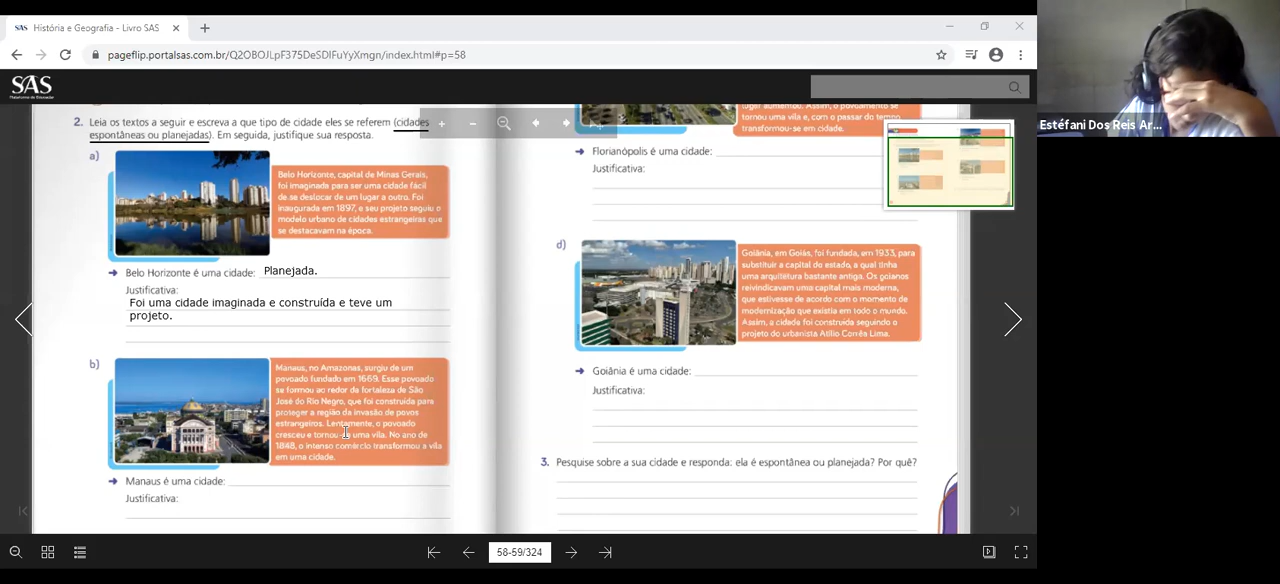 SAS História e Geografia - Livro SAS
pageflip.portalsas.com.br/Q2OBOJLpF375DeSDIFuYyXmgn/index.html#p=58
SAS
Estéfani Dos Reis Ar...
2. Leia os textos a seguir e escreva a que tipo de cidade eles se referem (cidades
espontâneas ou planejadas). Em seguida, justifique sua resposta.
a)
Belo Horizonte, capital de Minas Gerais,
foi imaginada para ser uma cidade fácil
de se deslocar de um lugar a outro. Foi
inaugurada em 1897, e seu projeto seguiu o
modelo urbano de cidades estrangeiras que
se destacavam na época.
Belo Horizonte é uma cidade: Planejada.
Justificativa:
Foi uma cidade imaginada e construída e teve um
projeto.
b)
Manaus, no Amazonas, surgiu de um
povoado fundado em 1669. Esse povoado
se formou ao redor da fortaleza de São
José do Rio Negro, que foi construída para
proteger a região da invasão de povos
estrangeiros. Lentamente, o povoado
cresceu e tornou-se uma vila. No ano de
1848, o intenso comércio transformou a vila
em uma cidade.
Manaus é uma cidade:
Justificativa:
lugar aumentou. Assim, o povoamento se
tornou uma vila e, com o passar do tempo
transformou-se em cidade.
Florianópolis é uma cidade:
Justificativa:
d)
Goiânia, em Goiás, foi fundada, em 1933, para
substituir a capital do estado, a qual tinha
uma arquitetura bastante antiga. Os goianos
reivindicavam uma capital mais moderna,
que estivesse de acordo com o momento de
modernização que existia em todo o mundo.
Assim, a cidade foi construída seguindo o
projeto do urbanista Atílio Corrêa Lima.
Goiânia é uma cidade:
Justificativa:
3. Pesquise sobre a sua cidade e responda: ela é espontânea ou planejada? Por quê?
58-59/324